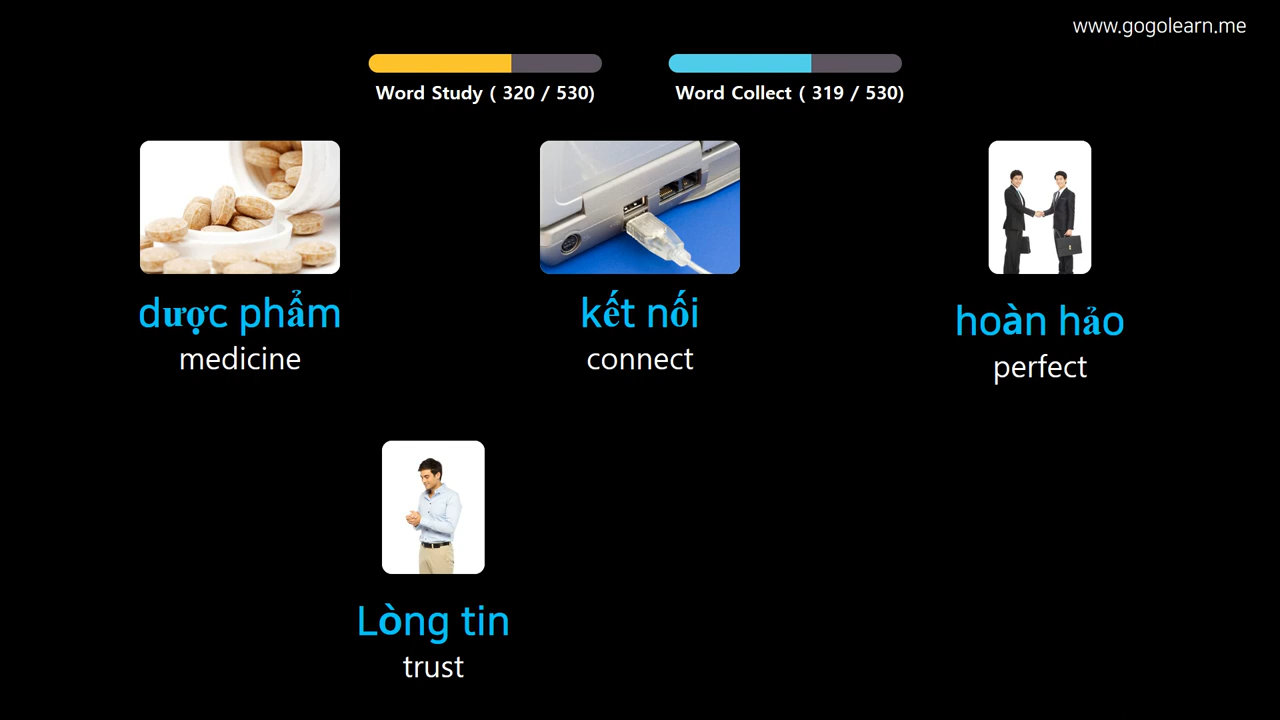 www.gogolearn.me
Word Study ( 320 / 530)
Word Collect ( 319 / 530)
dược phẩm
medicine
kết nối
connect
hoàn hảo
perfect
Lòng tin
trust